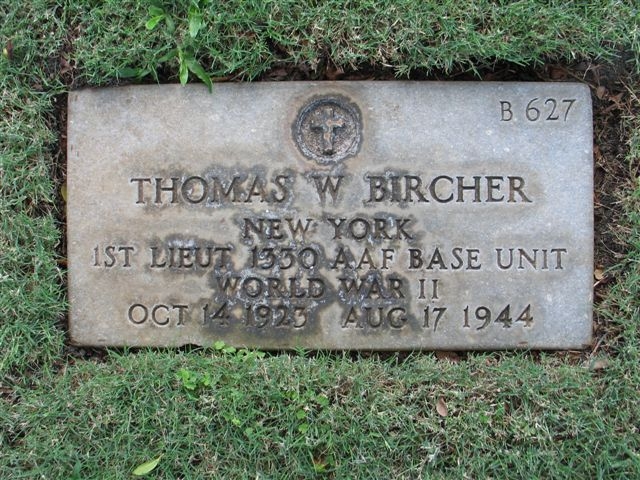 B 627
THOMAS W BIRCHER
NEW YORK
1ST LIEUT 1330 AAF BASE UNIT
WORLD WAR II
OCT 14 1923 AUG 17 1944